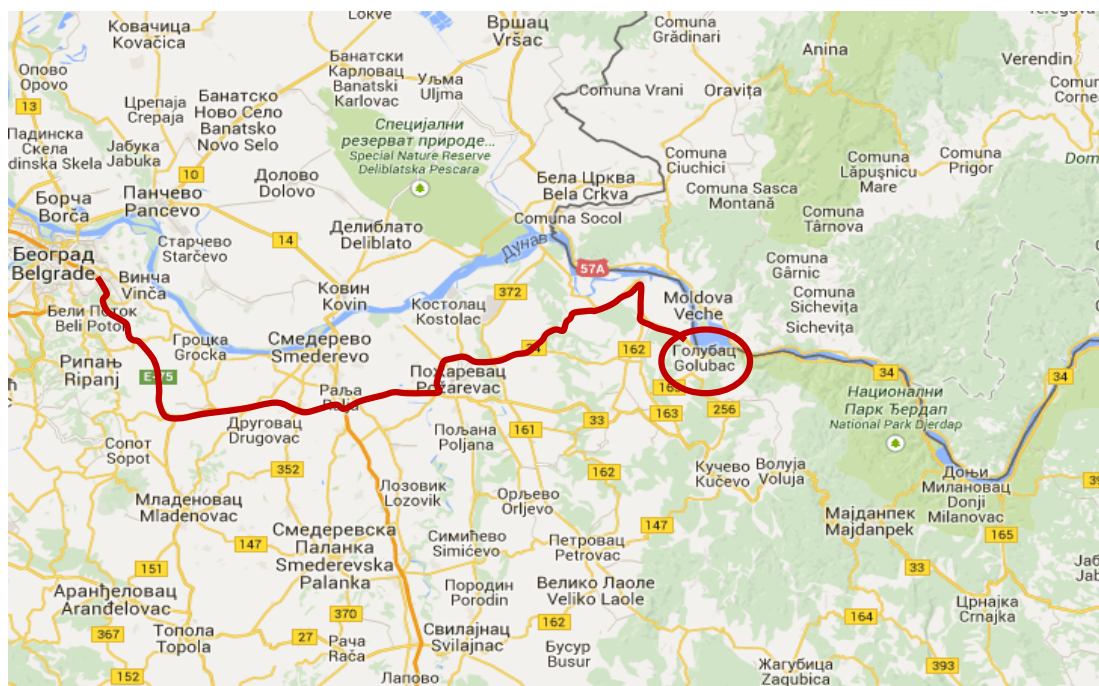 Ковачица
Kovačica
Lokve
Вршац
Vršac
Comuna
Grădinari
Anina
Verendin
Опово
Opovo
Банатски
Карловац
Banatski
Karlovac
Уљма
Uljma
Comuna Vrani
Oravița
13
Црепаја
Crepaja
Банатско
Ново Село
Banatsko
Novo Selo
Специјални
резерват природе...
Special Nature Reserve
Deliblatska Pescara
Падинска
Скела
dinska Skela
Јабука
Jabuka
10
Долово
Dolovo
Comuna
Ciuchici
Comuna
Lăpușnicu
Mare
Comuna
Prigor
Бела Црква
Bela Crkva
Comuna Sasca
Montană
Панчево
Pancevo
Борча
Borča
Comuna Socol
Comuna
Târnova
Делиблато
Deliblato
Старчево
Starčevo
14
Дунав
Београд
Belgrade
Винча
Vinča
57A
Comuna
Gârnic
Ковин
Kovin
Костолац
Kostolac
372
Moldova
Veche
Comuna
Sichevița
Sichevița
Бели Поток
Beli Potok
Гроцка
Grocka
Смедерево
Smederevo
34
162
Голубац
Golubac
Рипањ
Ripanj
E-75
Пожаревац
Požarevac
34
34
Раља
Ralja
163
Национални
Парк Ђердап
National Park Djerdap
Друговац
Drugovac
33
163
256
Сопот
Sopot
Пољана
Poljana
161
352
162
Кучево
Kučevo
Волуја
Voluja
Доњи
Милановац
Donji
Milanovac
Лозовик
Lozovik
Орљево
Orljevo
Младеновац
Mladenovac
Мајданпек
Majdanpek
147
165
Смедеревска
Паланка
Smederevska
Palanka
Симићево
Simićevo
Петровац
Petrovac
147
151
33
Аранђеловац
Aranđelovac
Породин
Porodin
Велико Лаоле
Veliko Laole
Црнајка
Crnajka
370
164
367
Топола
Topola
27
Рача
Rača
Свилајнац
Svilajnac
162
Бусур
Busur
152
Лапово
Жагубица
Žagubica
393